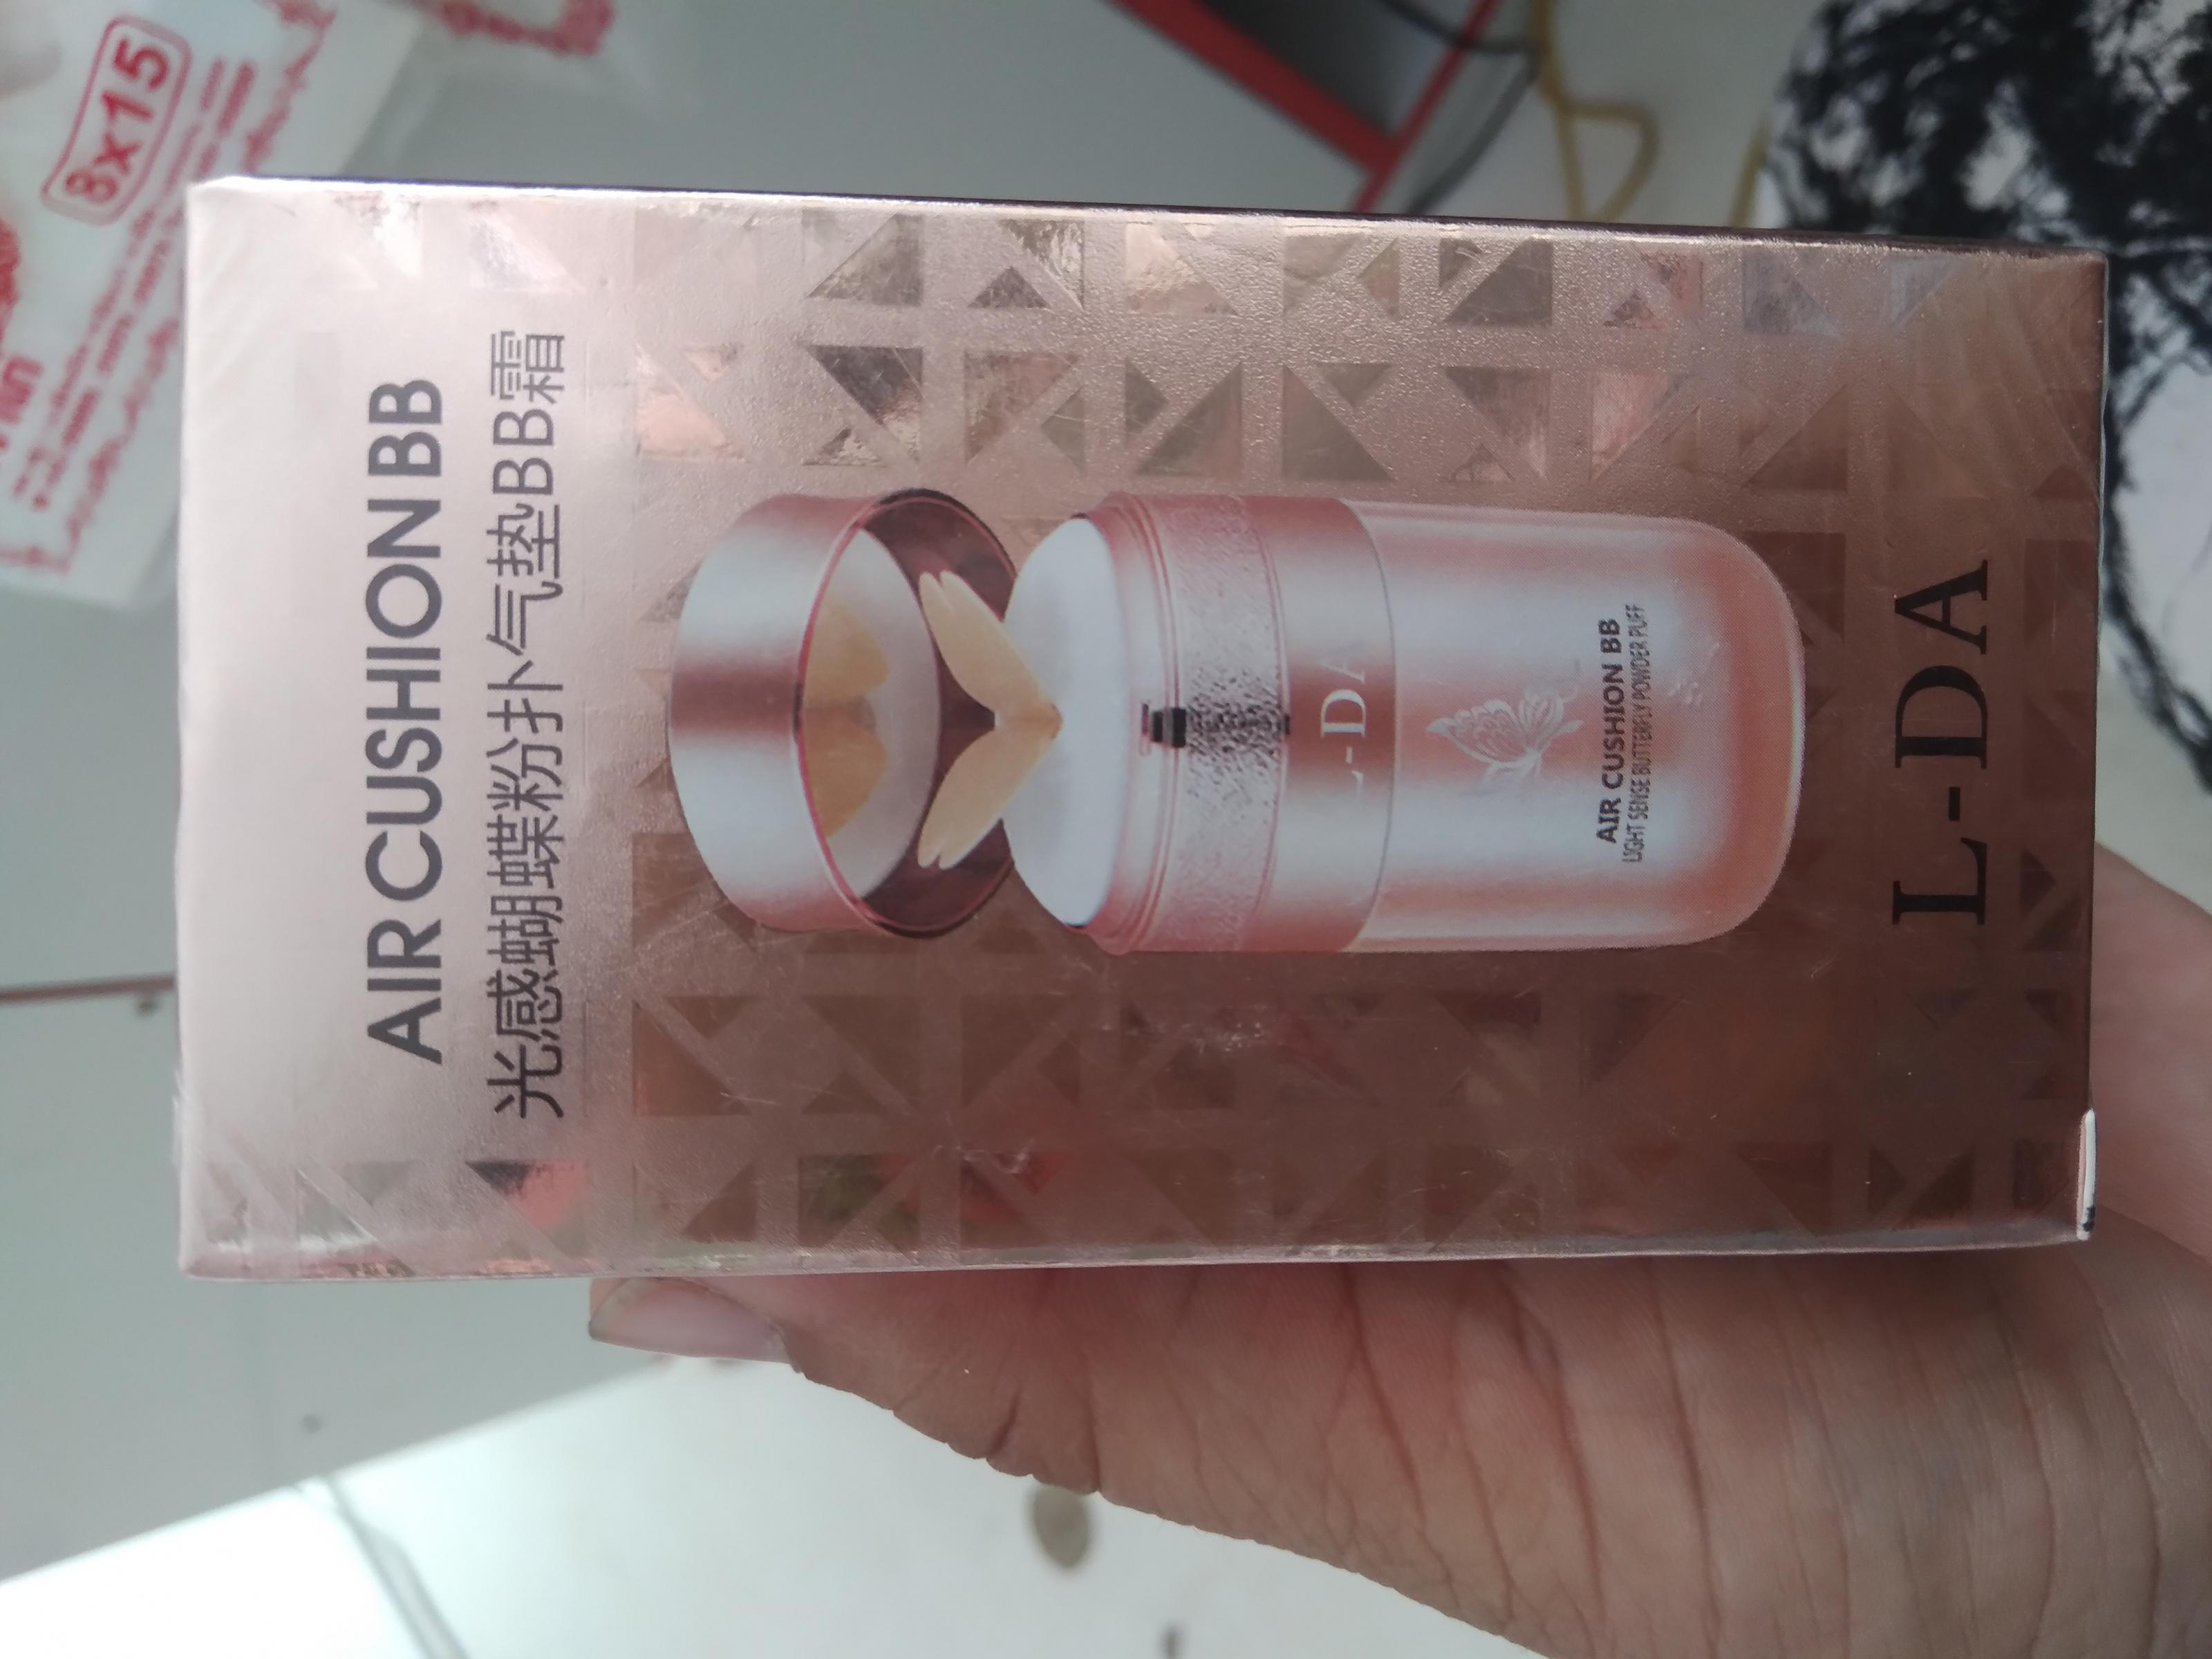 AIR CUSHION BB
光感蝴蝶粉扑气垫BB霜
L-DA
AIR CUSHION BB
LIGHT SENSE BUTTERFLY POWDER PUFF
L-DA
8x15